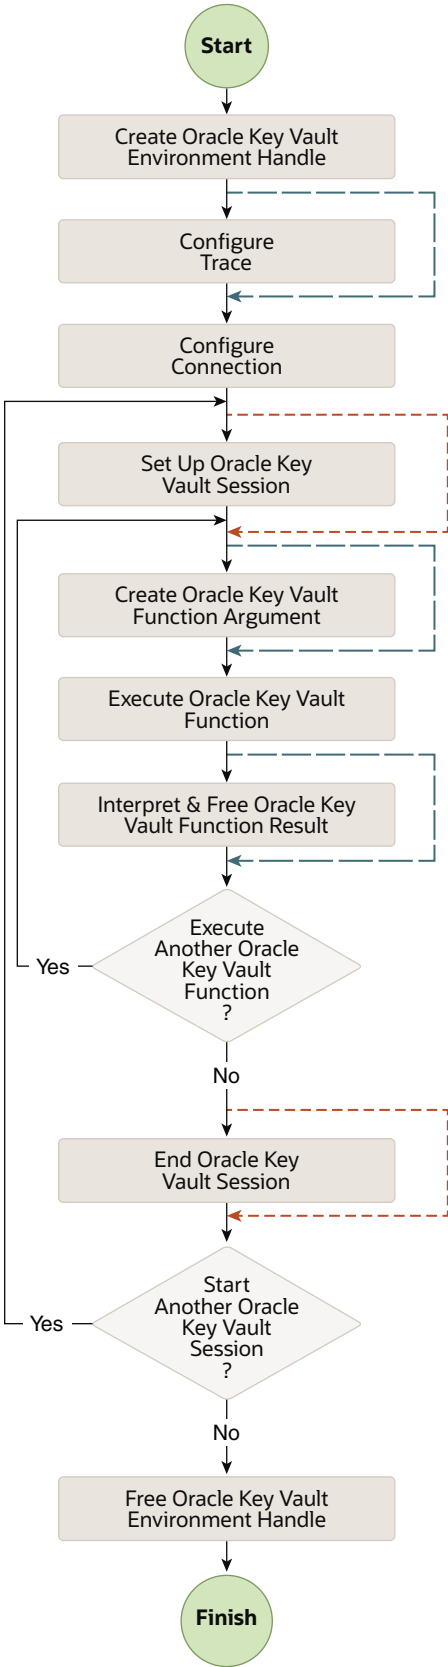 Start
Create Oracle Key Vault
Environment Handle
Configure
Trace
Configure
Connection
Set Up Oracle Key
Vault Session
Create Oracle Key Vault
Function Argument
Execute Oracle Key Vault
Function
Interpret & Free Oracle Key
Vault Function Result
Execute
Another Oracle
Key Vault
Function
?
Yes
No
End Oracle Key
Vault Session
Start
Another Oracle
Key Vault
Session
?
Yes
No
Free Oracle Key Vault
Environment Handle
Finish